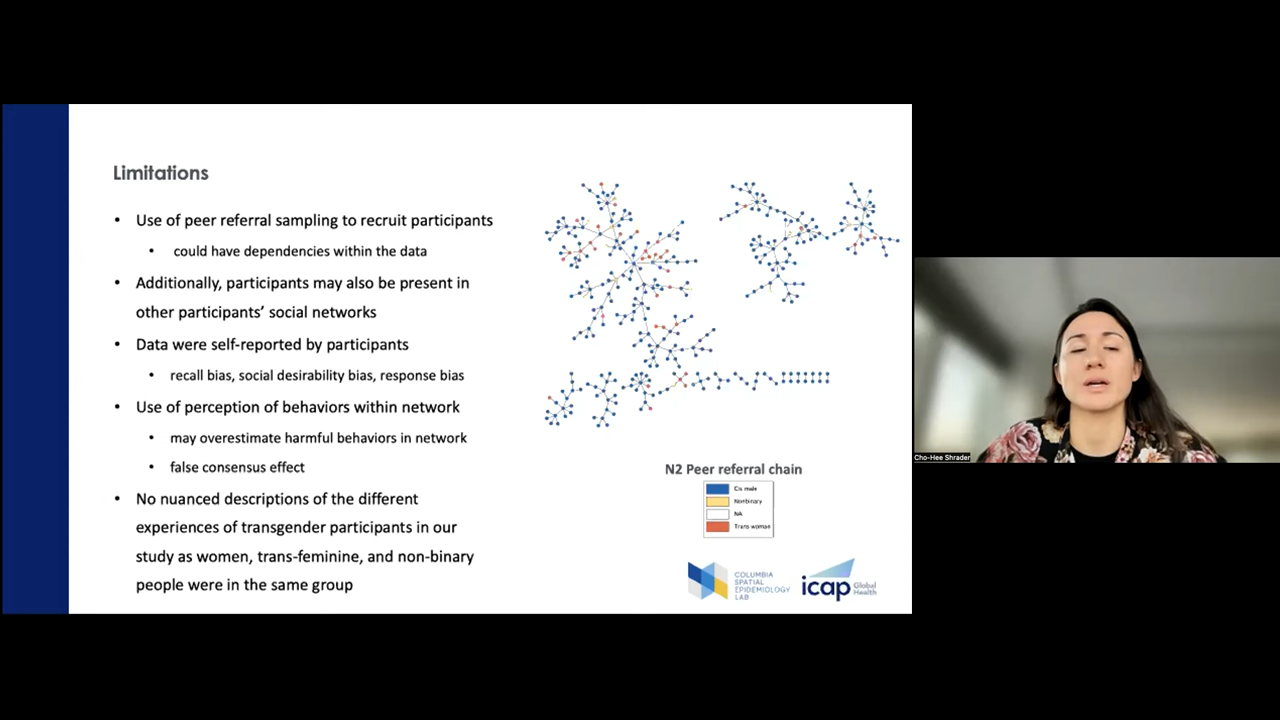 Limitations
• Use of peer referral sampling to recruit participants
• could have dependencies within the data
• Additionally, participants may also be present in
other participants’ social networks
• Data were self-reported by participants
• recall bias, social desirability bias, response bias
• Use of perception of behaviors within network
• may overestimate harmful behaviors in network
• false consensus effect
• No nuanced descriptions of the different
experiences of transgender participants in our
study as women, trans-feminine, and non-binary
people were in the same group
N2 Peer referral chain
Cis male
Nonbinary
NA
Trans woman
COLUMBIA
SPATIAL
EPIDEMIOLOGY
LAB
icap Global
Health
Cho-Hee Shrader